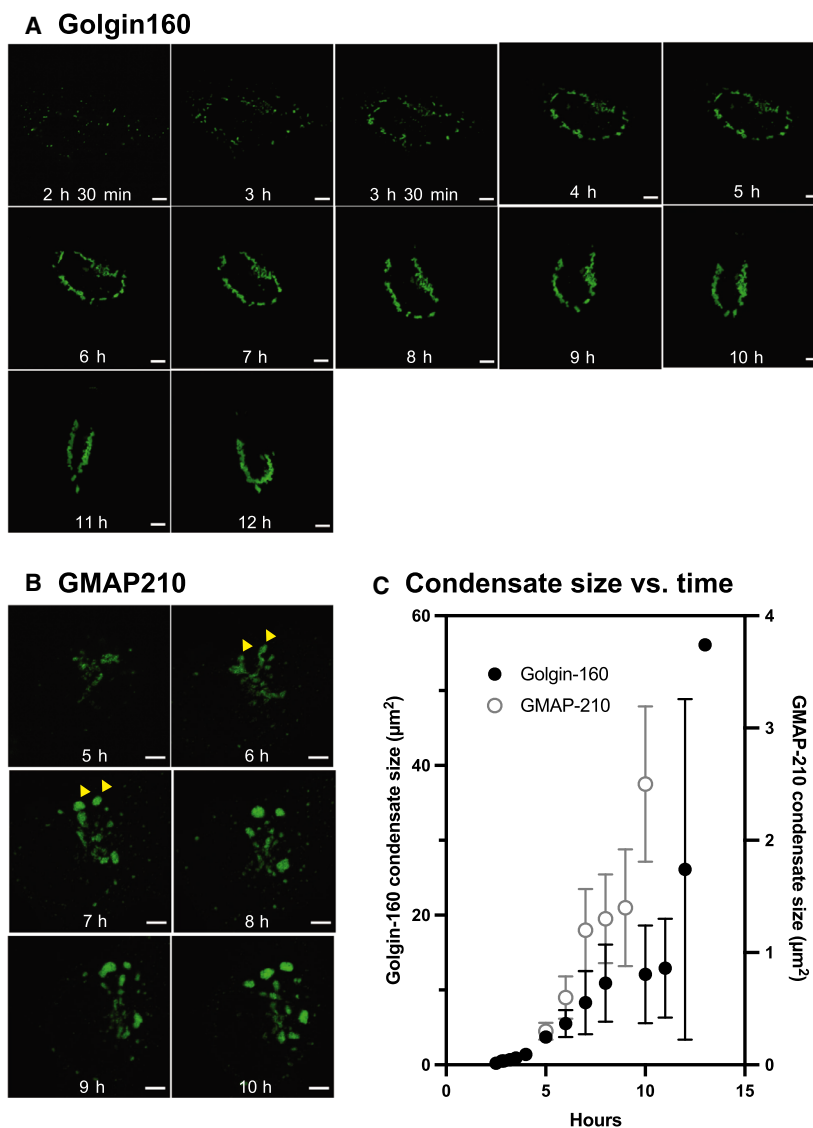 A Golgin160
2 h 30 min
3 h
3 h 30 min
4 h
5 h
6 h
7 h
8 h
9 h
10 h
11 h
12 h
B GMAP210
5 h
6 h
7 h
8 h
9 h
10 h
C Condensate size vs. time
Golgin-160 condensate size (μm²)
60
40
20
0
Golgin-160
GMAP-210
4
3
2
1
0
GMAP-210 condensate size (μm²)
0
5
10
15
Hours